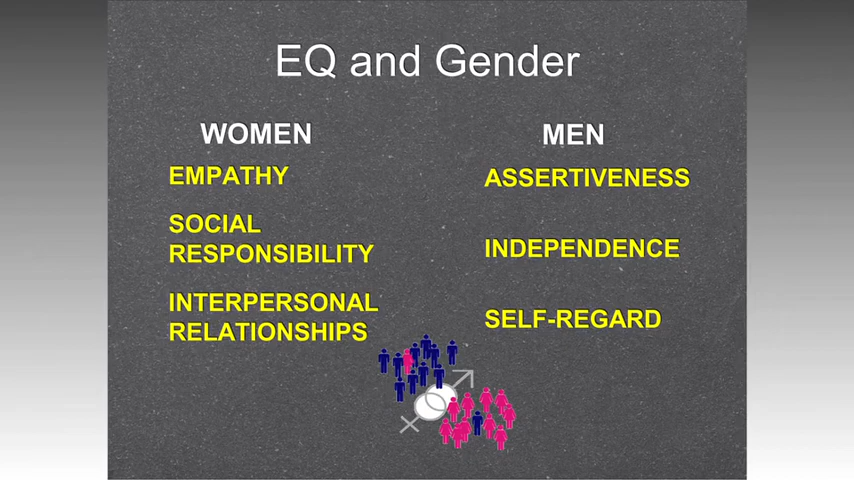 EQ and Gender
WOMEN
EMPATHY
SOCIAL
RESPONSIBILITY
INTERPERSONAL
RELATIONSHIPS
MEN
ASSERTIVENESS
INDEPENDENCE
SELF-REGARD